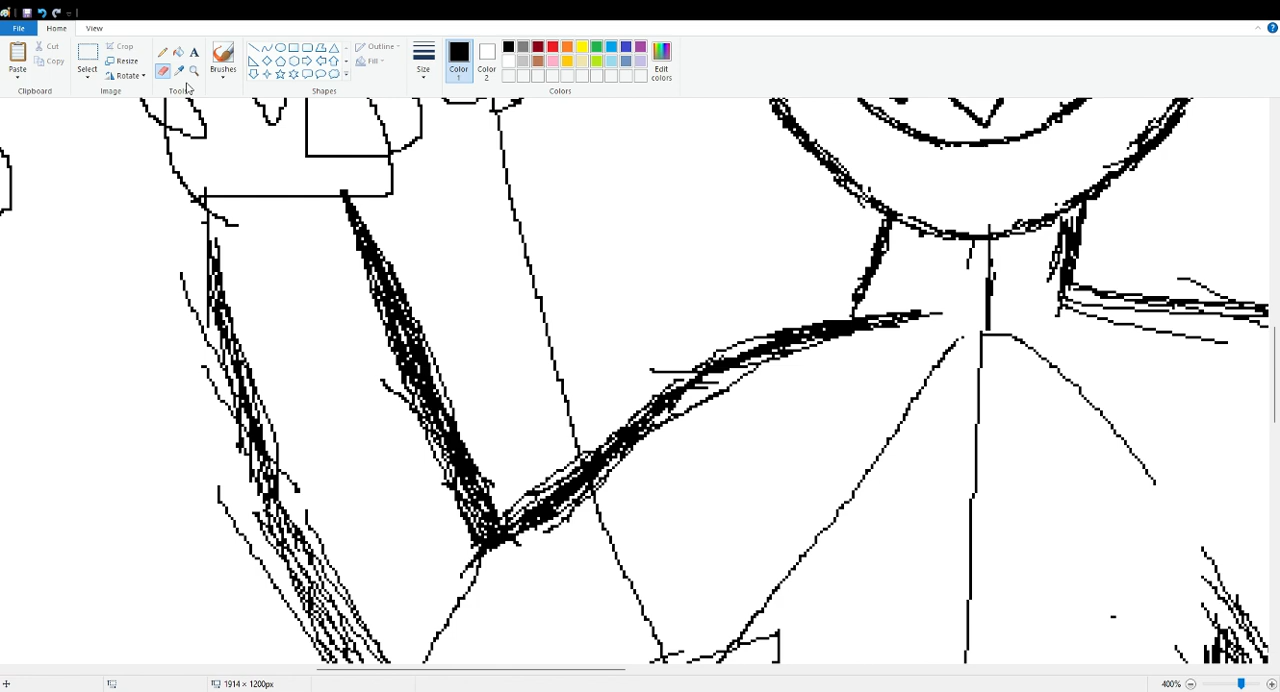 File Home View
Paste
Cut
Copy
Clipboard
Select
Crop
Resize
Rotate
Image
A
Tools
Brushes
Shapes
Outline
Fill
Size
Color 1
Color 2
Edit colors
Colors
1914 × 1200px
400%